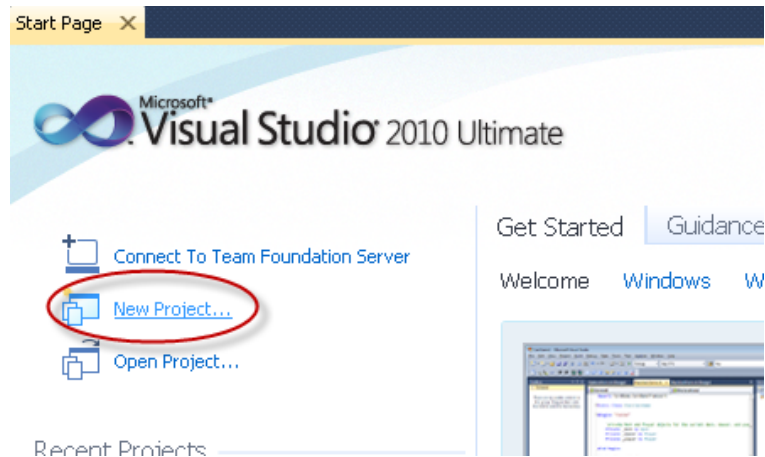 Start Page
Microsoft®
Visual Studio® 2010 Ultimate
Connect To Team Foundation Server
New Project...
Open Project...
Recent Projects
Get Started Guidance
Welcome Windows W